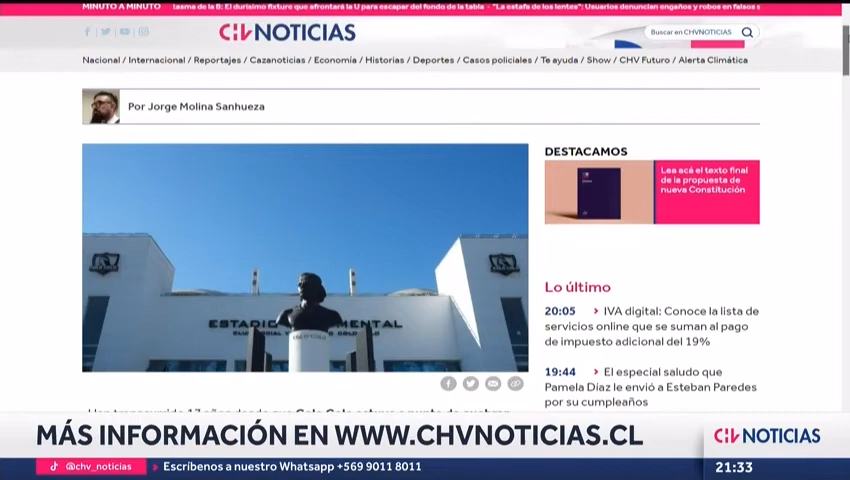 MINUTO A MINUTO
tasma de la B: El durísimo fixture que afrontará la U para escapar del fondo de la tabla - "La estafa de los lentes": Usuarios denuncian engaños y robos en falsos
CHV NOTICIAS
Buscar en CHVNOTICIAS
Nacional / Internacional / Reportajes / Cazanoticias / Economía / Historias / Deportes / Casos policiales / Te ayuda / Show / CHV Futuro / Alerta Climática
Por Jorge Molina Sanhueza
DESTACAMOS
Lea acá el texto final
de la propuesta de
nueva Constitución
Lo último
20:05 > IVA digital: Conoce la lista de
servicios online que se suman al pago
de impuesto adicional del 19%
19:44 > El especial saludo que
Pamela Díaz le envió a Esteban Paredes
por su cumpleaños
MÁS INFORMACIÓN EN WWW.CHVNOTICIAS.CL
CHV NOTICIAS
@chv_noticias
Escríbenos a nuestro Whatsapp +569 9011 8011
21:33